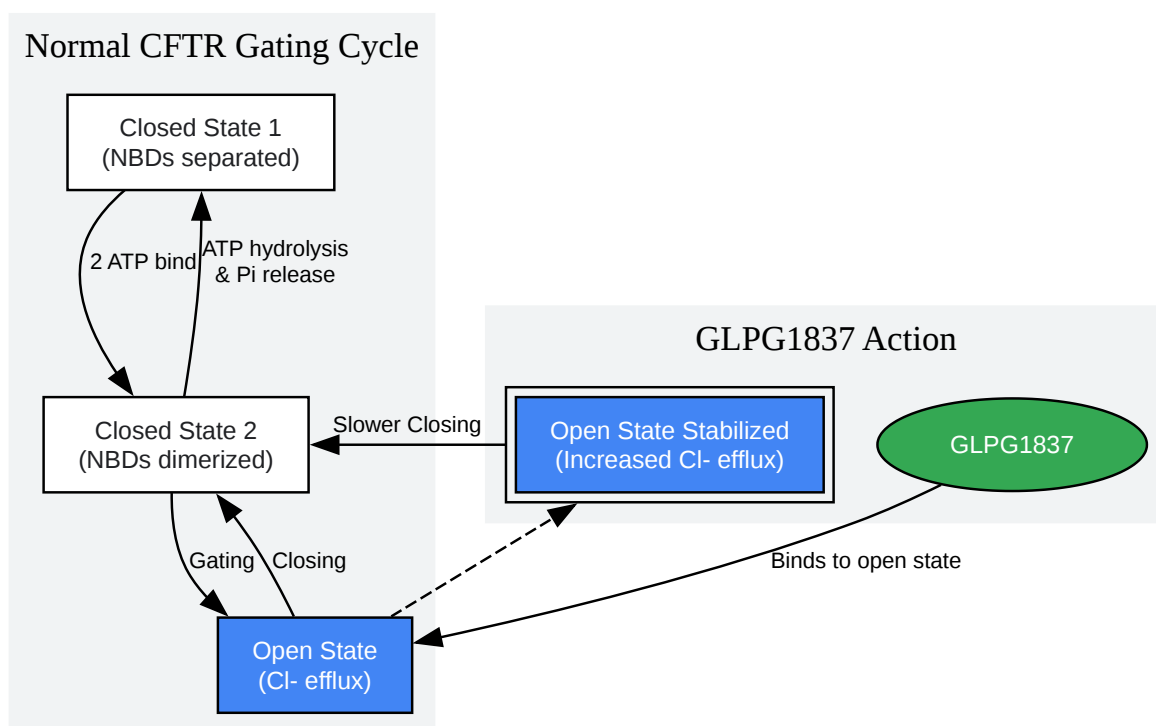 Normal CFTR Gating Cycle
Closed State 1
(NBDs separated)
2 ATP bind
ATP hydrolysis
& Pi release
Closed State 2
(NBDs dimerized)
Gating
Closing
Open State
(Cl- efflux)
GLPG1837 Action
Slower Closing
Open State Stabilized
(Increased Cl- efflux)
GLPG1837
Binds to open state